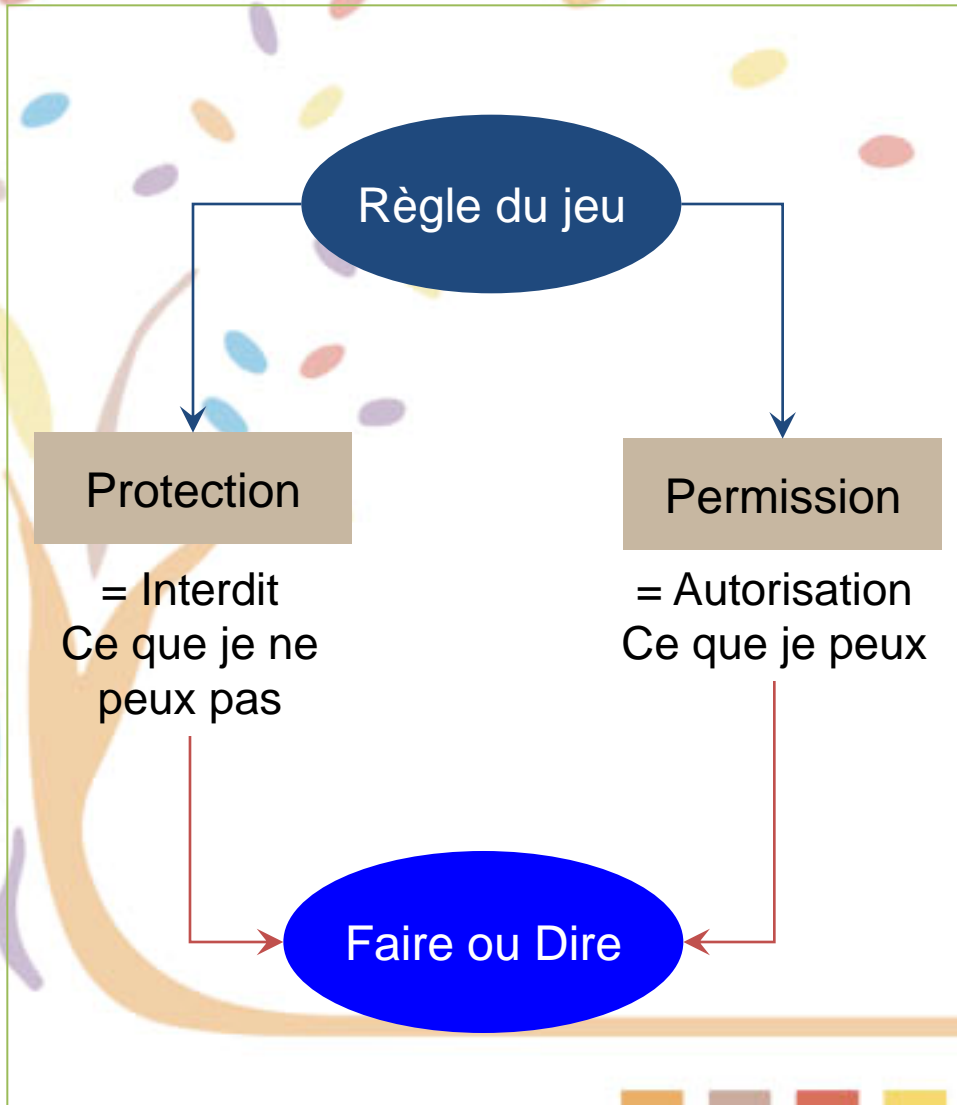 Règle du jeu
Protection
= Interdit
Ce que je ne
peux pas
Permission
= Autorisation
Ce que je peux
Faire ou Dire